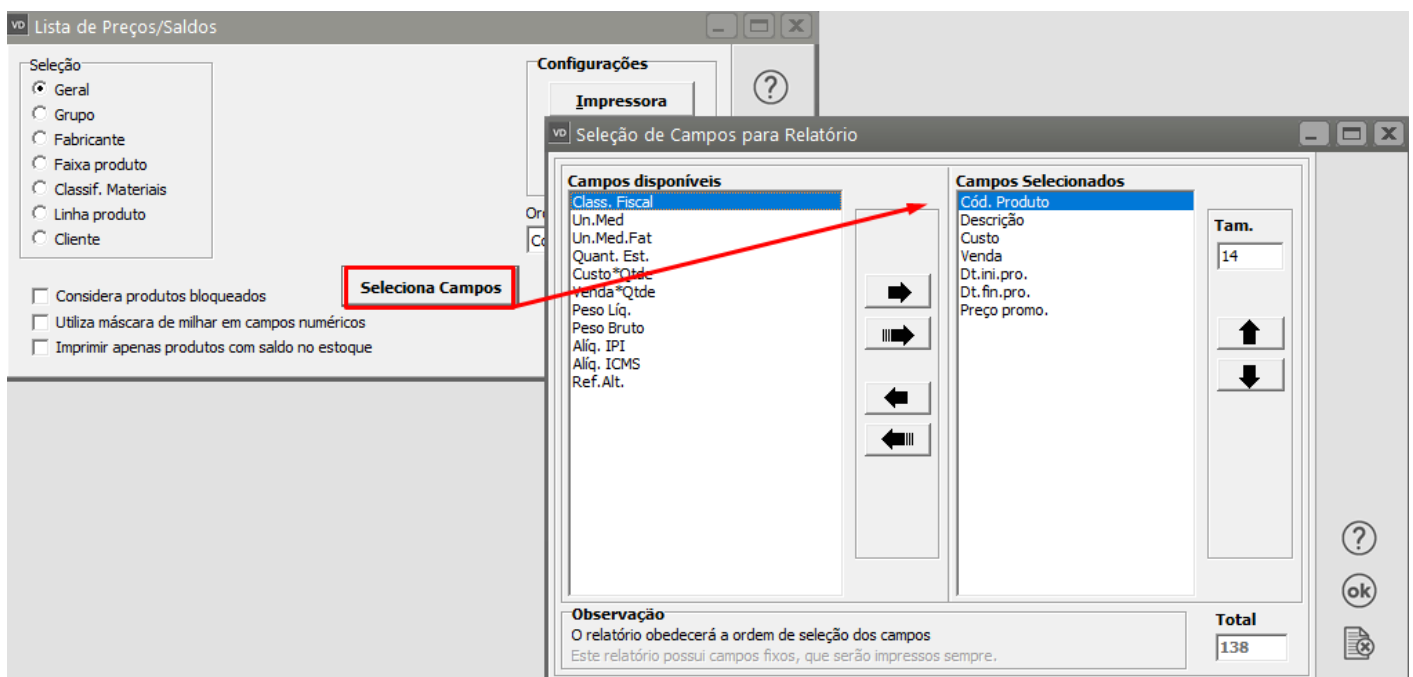 VD Lista de Preços/Saldos
Seleção
Geral
Grupo
Fabricante
Faixa produto
Classif. Materiais
Linha produto
Cliente
Configurações
Impressora
?
Seleciona Campos
Considera produtos bloqueados
Utiliza máscara de milhar em campos numéricos
Imprimir apenas produtos com saldo no estoque
VD Seleção de Campos para Relatório
Campos disponíveis
Class. Fiscal
Un.Med
Un.Med.Fat
Quant. Est.
Custo*Qtde
Venda*Qtde
Peso Líq.
Peso Bruto
Alíq. IPI
Alíq. ICMS
Ref.Alt.
Campos Selecionados
Cód. Produto
Descrição
Custo
Venda
Dt.ini.pro.
Dt.fin.pro.
Preço promo.
Tam.
14
?
ok
Observação
O relatório obedecerá a ordem de seleção dos campos
Este relatório possui campos fixos, que serão impressos sempre.
Total
138